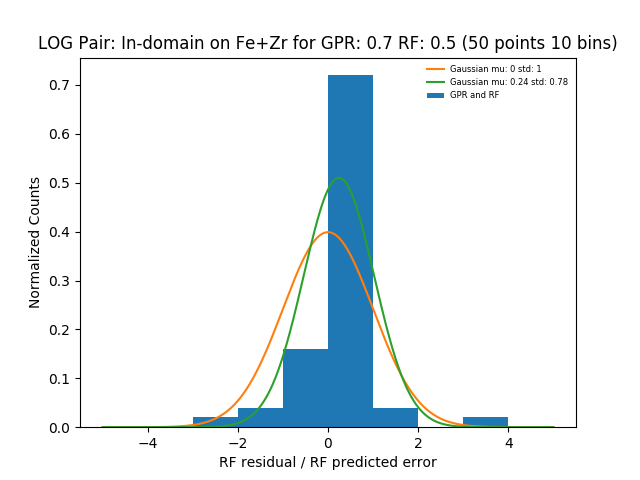 LOG Pair: In-domain on Fe+Zr for GPR: 0.7 RF: 0.5 (50 points 10 bins)
Gaussian mu: 0 std: 1
Gaussian mu: 0.24 std: 0.78
GPR and RF
Normalized Counts
0.7
0.6
0.5
0.4
0.3
0.2
0.1
0.0
−4
−2
0
2
4
RF residual / RF predicted error